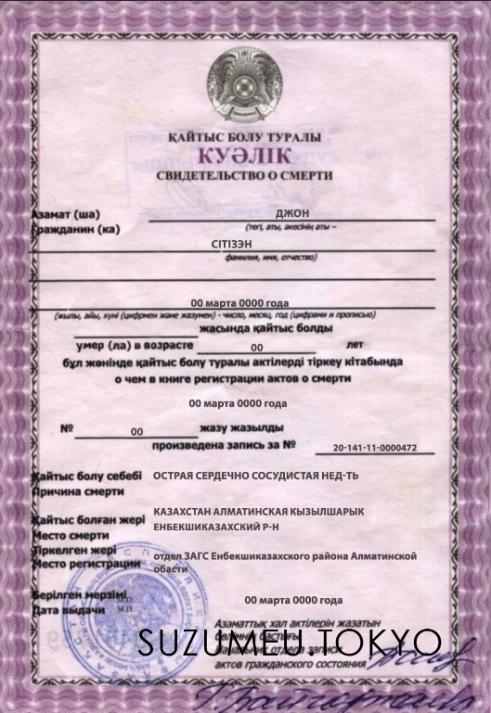 ҚАЙТЫС БОЛУ ТУРАЛЫ
КУӘЛІК
СВИДЕТЕЛЬСТВО О СМЕРТИ
Азамат (ша)
ДЖОН
Гражданин (ка)
(тегі, аты, әкесінің аты –
СІТІЗЭН
фамилия, имя, отчество)
00 марта 0000 года
(жылы, айы, күні (цифрмен және жазумен) - число, месяц, год (цифрами и прописью)
жасында қайтыс болды
умер (ла) в возрасте 00 лет
бұл жөнінде қайтыс болу туралы актілерді тіркеу кітабында
о чем в книге регистрации актов о смерти
00 марта 0000 года
№ 00 жазу жазылды
произведена запись за № 20-141-11-0000472
Қайтыс болу себебі ОСТРАЯ СЕРДЕЧНО СОСУДИСТАЯ НЕД-ТЬ
Причина смерти
Қайтыс болған жері КАЗАХСТАН АЛМАТИНСКАЯ КЫЗЫЛШАРЫК
ЕНБЕКШИКАЗАХСКИЙ Р-Н
Место смерти
Тіркелген жері
Место регистрации отдел ЗАГС Енбекшиказахского района Алматинской
обасти
Берілген мерзімі
Дата выдачи 00 марта 0000 года
М.О.
М.П.
Азаматтық хал актілерін жазатын
бөлімнің бастығы
Начальник отдела записи
актов гражданского состояния
SUZUMEH.TOKYO